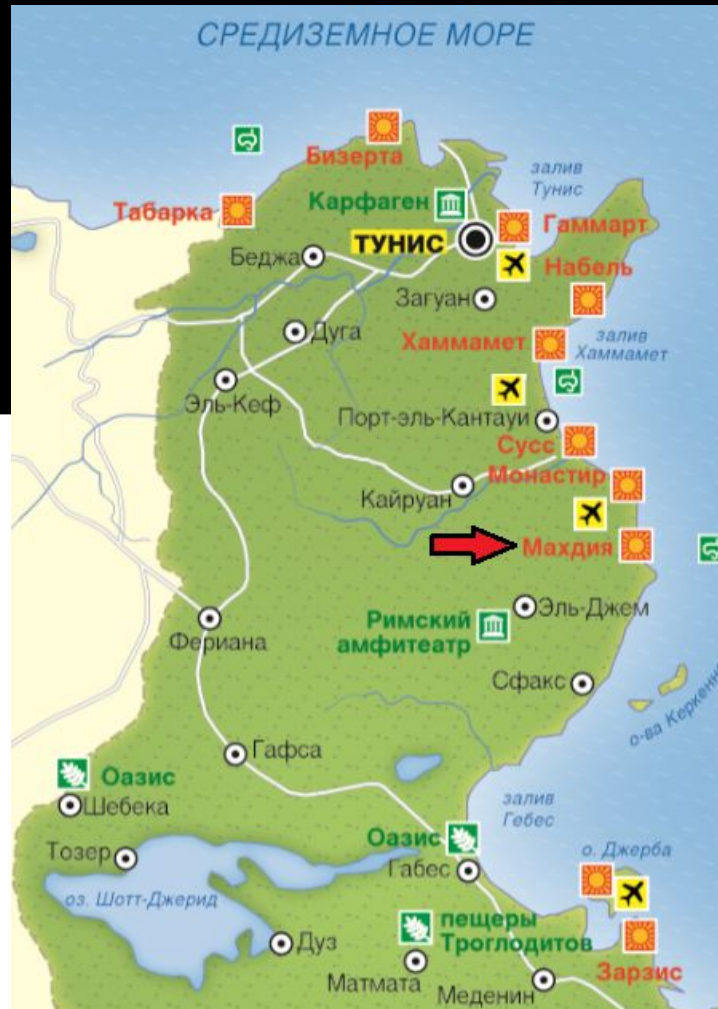 СРЕДИЗЕМНОЕ МОРЕ
Бизерта
залив
Тунис
Табарка
Карфаген
Гаммарт
ТУНИС
Беджа
Набель
Загуан
Дуга
Хаммамет
залив
Хаммамет
Эль-Кеф
Порт-эль-Кантауи
Сусс
Монастир
Кайруан
Махдия
Эль-Джем
Римский
амфитеатр
Фериана
Сфакс
о-ва Керкенна
Гафса
Оазис
Шебека
залив
Гебес
Оазис
Тозер
Габес
о. Джерба
оз. Шотт-Джерид
пещеры
Троглодитов
Дуз
Матмата
Зарзис
Меденин